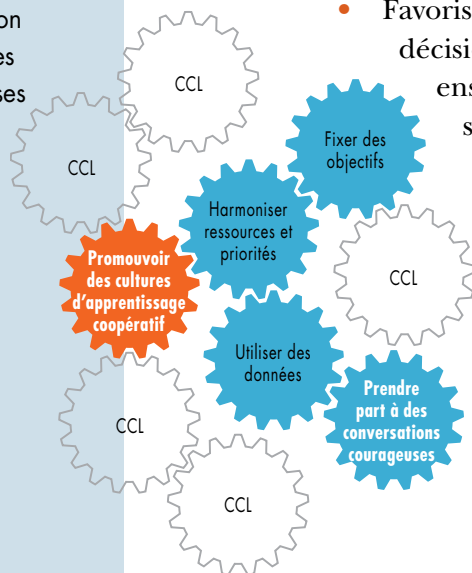 on
es
ses
• Favoris
décisi
ens
s
CCL
Fixer des
objectifs
CCL
Harmoniser
ressources et
priorités
Promouvoir
des cultures
d'apprentissage
coopératif
CCL
Utiliser des
données
Prendre
part à des
conversations
courageuses
CCL
CCL